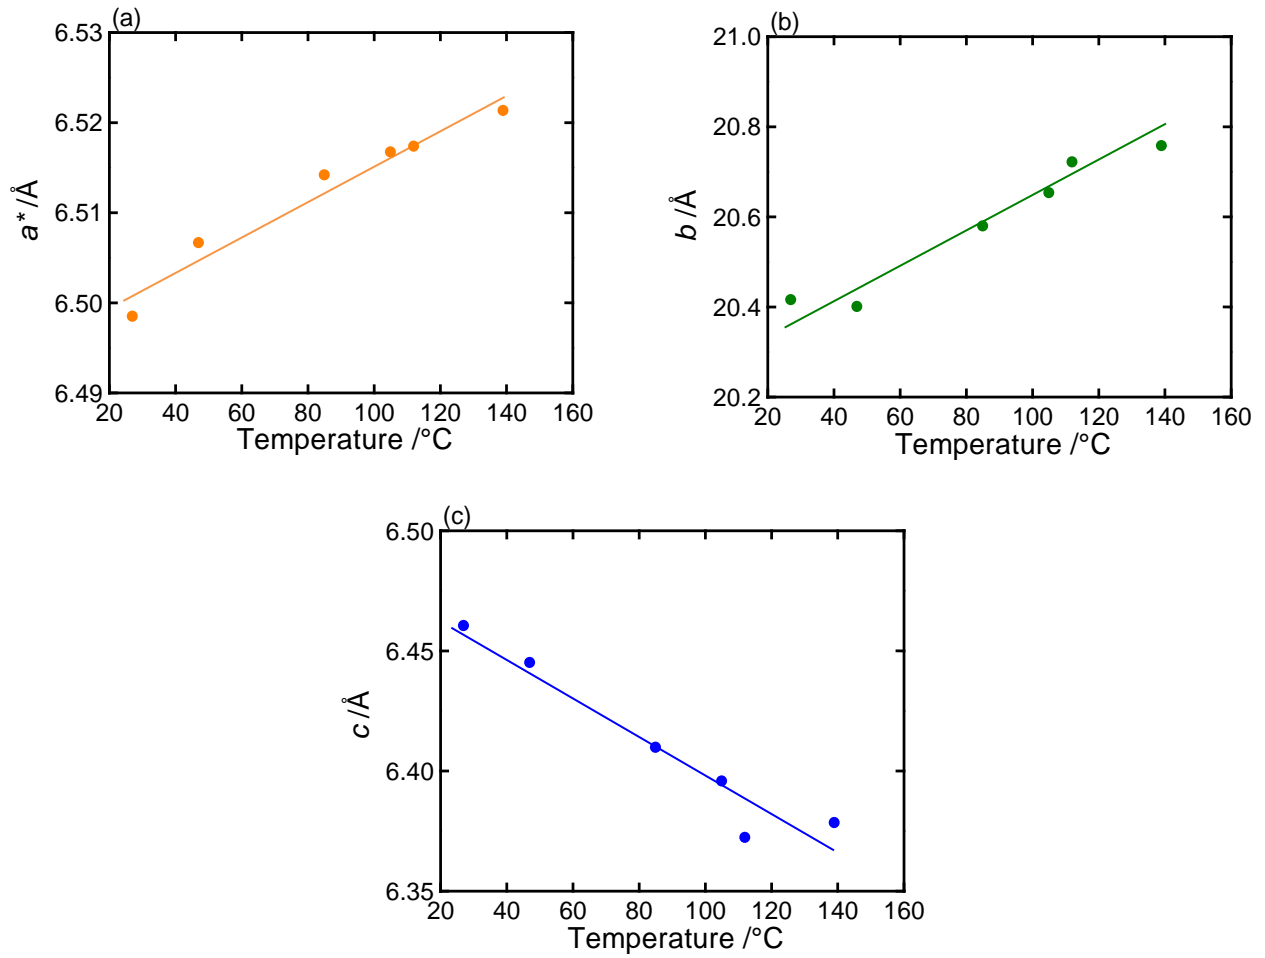 (a)
6.53
6.52
6.51
6.50
6.49
a* /Å
20 40 60 80 100 120 140 160
Temperature /°C
(b)
21.0
20.8
20.6
20.4
20.2
b /Å
20 40 60 80 100 120 140 160
Temperature /°C
(c)
6.50
6.45
6.40
6.35
c /Å
20 40 60 80 100 120 140 160
Temperature /°C